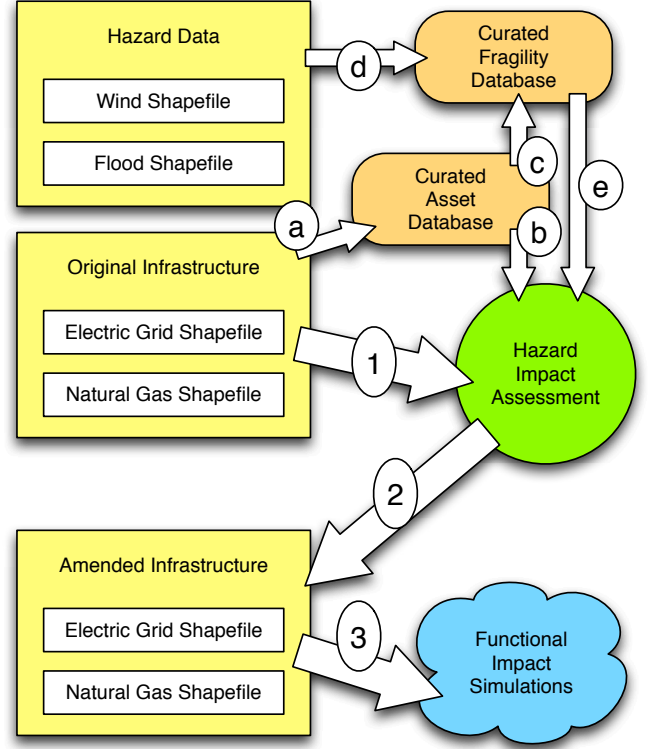 Hazard Data
Wind Shapefile
Flood Shapefile
d
Curated
Fragility
Database
c
Curated
Asset
Database
e
a
b
Original Infrastructure
Electric Grid Shapefile
Natural Gas Shapefile
1
Hazard
Impact
Assessment
2
Amended Infrastructure
Electric Grid Shapefile
Natural Gas Shapefile
3
Functional
Impact
Simulations